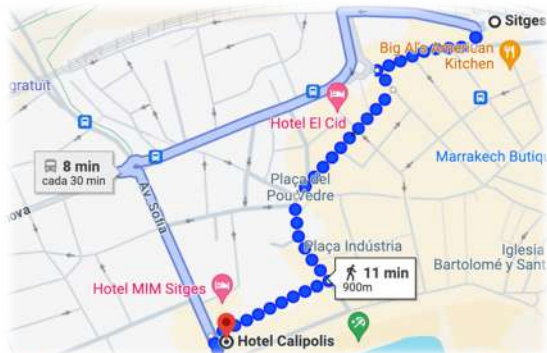 Sitges
Big Al's American
Kitchen
gratuït
Hotel El Cid
8 min
cada 30 min
Marrakech Butiq
Plaça del
Pou Vedre
ova
Av. Sofia
Plaça Indústria
Iglesia
Bartolomé y Sant
11 min
900m
Hotel MIM Sitges
Hotel Calipolis